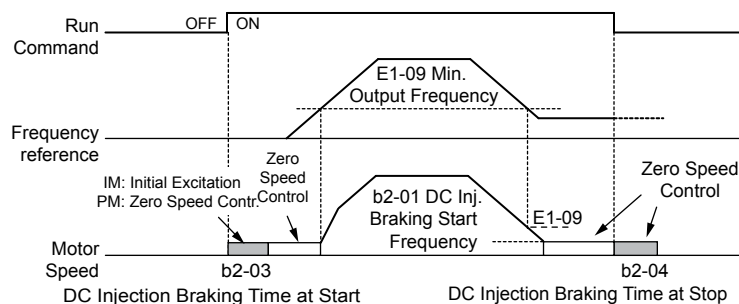 Run
Command
OFF
ON
E1-09 Min.
Output Frequency
Frequency
reference
IM: Initial Excitation
PM: Zero Speed Contr.
Zero
Speed
Control
b2-01 DC Inj.
Braking Start
Frequency
E1-09
Zero Speed
Control
Motor
Speed
b2-03
b2-04
DC Injection Braking Time at Start
DC Injection Braking Time at Stop